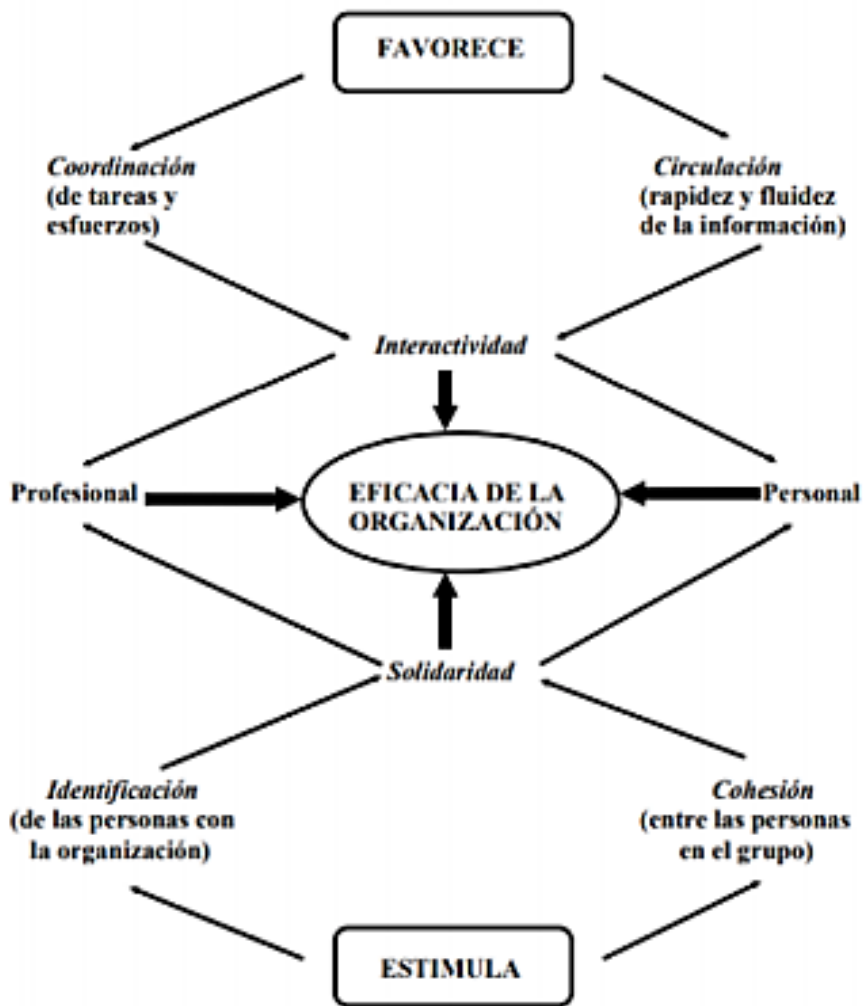 FAVORECE
Coordinación
(de tareas y
esfuerzos)
Circulación
(rapidez y fluidez
de la información)
Interactividad
Profesional
EFICACIA DE LA
ORGANIZACIÓN
Personal
Solidaridad
Identificación
(de las personas con
la organización)
Cohesión
(entre las personas
en el grupo)
ESTIMULA